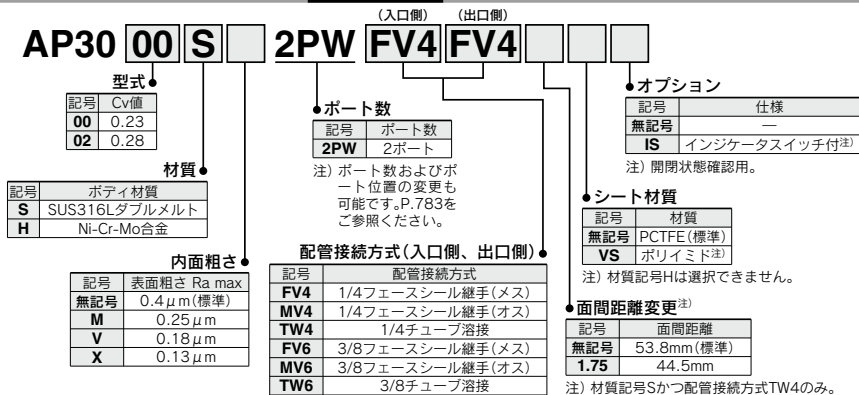 (入口側) (出口側)
AP30 00 S 2PW FV4 FV4
型式
記号 Cv値
00 0.23
02 0.28
材質
記号 ボディ材質
S SUS316Lダブルメルト
H Ni-Cr-Mo合金
内面粗さ
記号 表面粗さ Ra max
無記号 0.4μm(標準)
M 0.25μm
V 0.18μm
X 0.13μm
ポート数
記号 ポート数
2PW 2ポート
注) ポート数およびポ
ート位置の変更も
可能です。P.783を
ご参照ください。
配管接続方式(入口側、出口側)
記号 配管接続方式
FV4 1/4フェースシール継手(メス)
MV4 1/4フェースシール継手(オス)
TW4 1/4チューブ溶接
FV6 3/8フェースシール継手(メス)
MV6 3/8フェースシール継手(オス)
TW6 3/8チューブ溶接
オプション
記号 仕様
無記号 —
IS インジケータスイッチ付注)
注) 開閉状態確認用。
シート材質
記号 材質
無記号 PCTFE(標準)
VS ポリイミド注)
注) 材質記号Hは選択できません。
面間距離変更注)
記号 面間距離
無記号 53.8mm(標準)
1.75 44.5mm
注) 材質記号Sかつ配管接続方式TW4のみ。